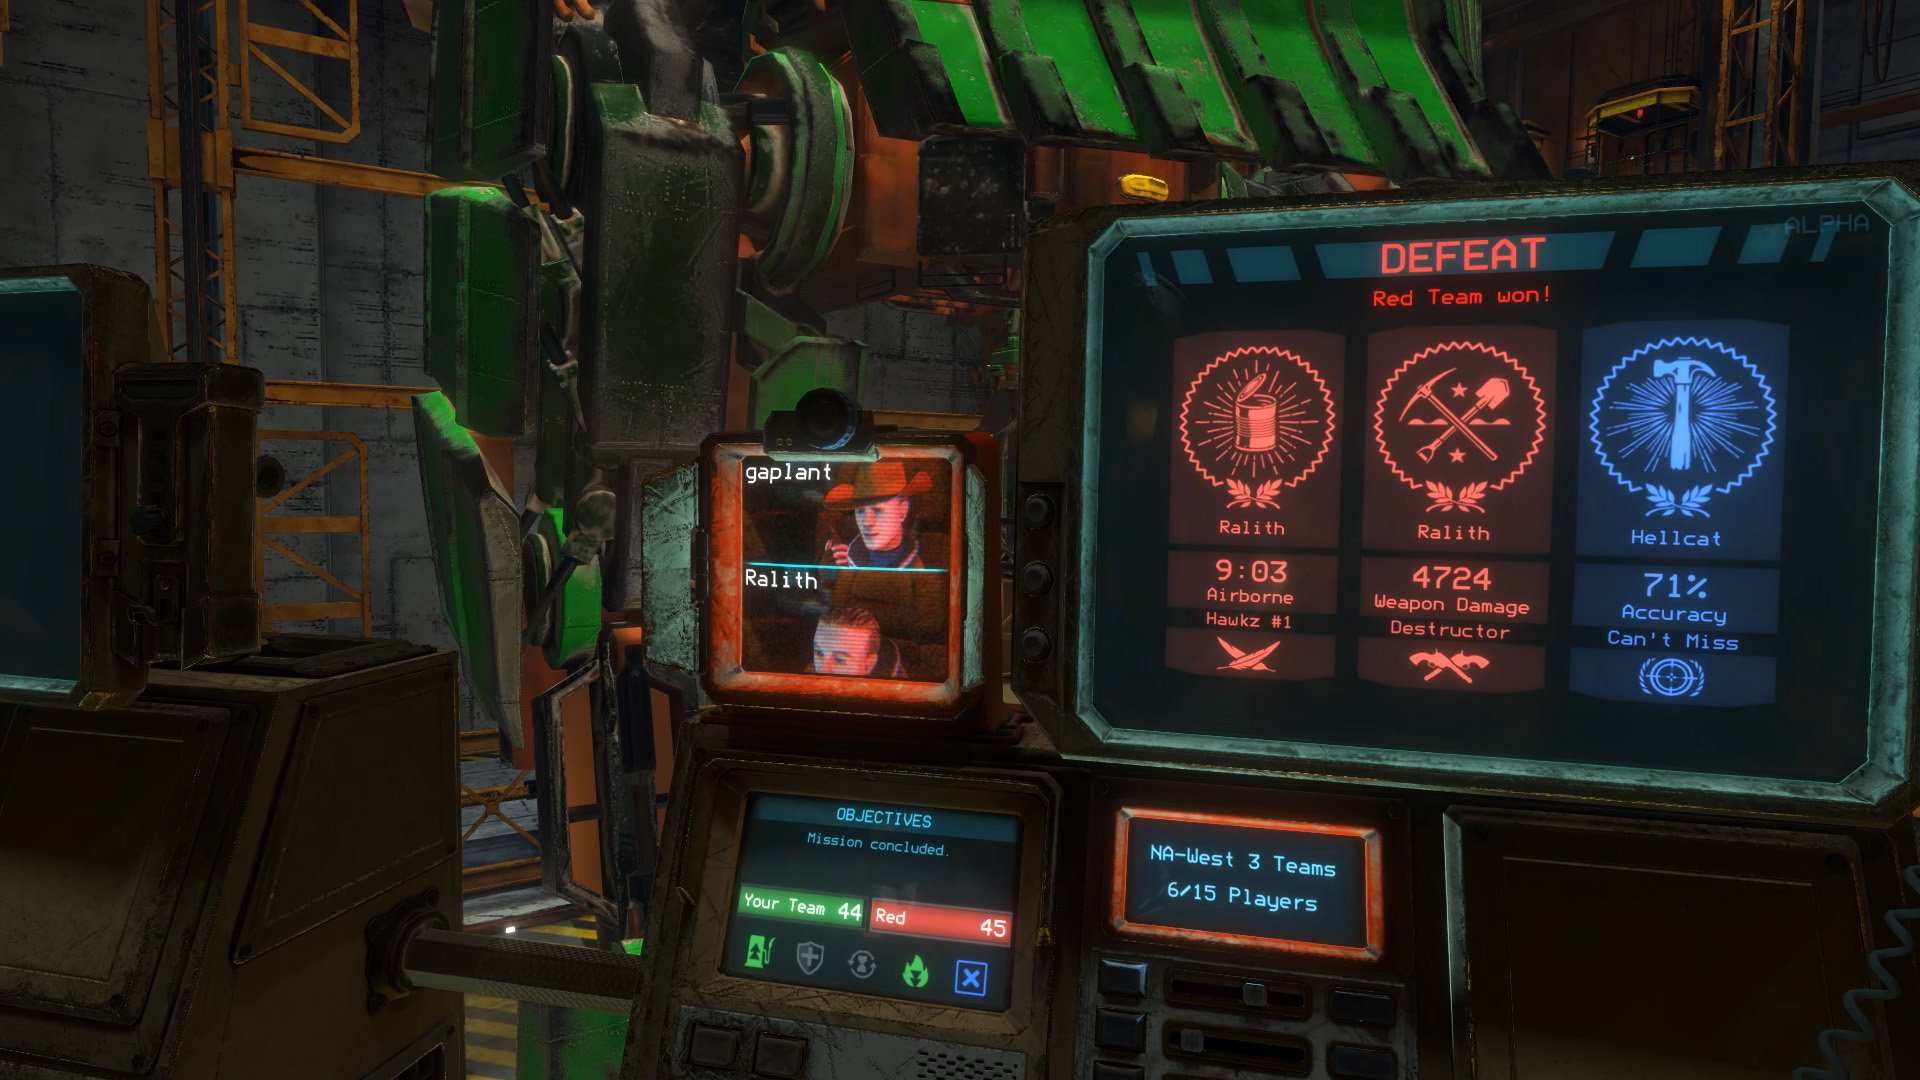 ALPHA
DEFEAT
Red Team won!
Ralith
9:03
Airborne
Hawkz #1
Ralith
4724
Weapon Damage
Destructor
Hellcat
71%
Accuracy
Can't Miss
gaplant
Ralith
OBJECTIVES
Mission concluded.
Your Team 44
Red 45
NA-West 3 Teams
6/15 Players